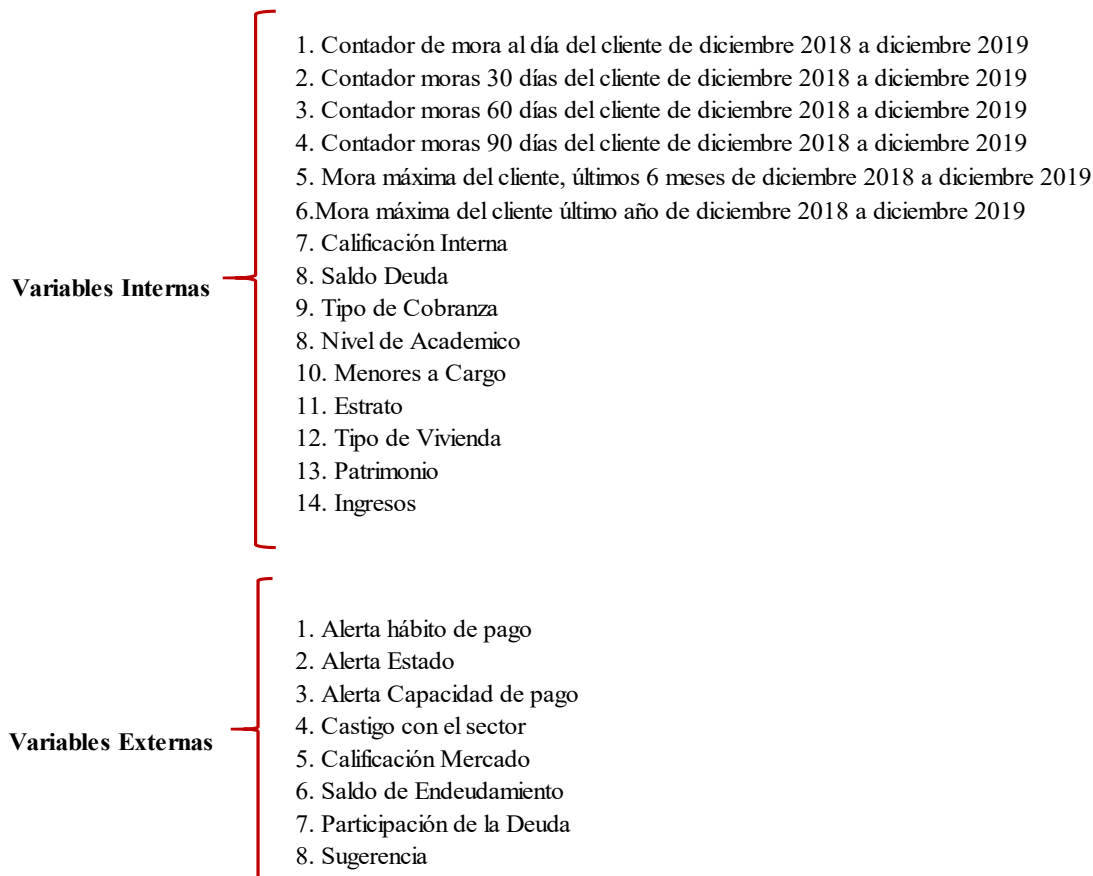 Variables Internas
1. Contador de mora al día del cliente de diciembre 2018 a diciembre 2019
2. Contador moras 30 días del cliente de diciembre 2018 a diciembre 2019
3. Contador moras 60 días del cliente de diciembre 2018 a diciembre 2019
4. Contador moras 90 días del cliente de diciembre 2018 a diciembre 2019
5. Mora máxima del cliente, últimos 6 meses de diciembre 2018 a diciembre 2019
6.Mora máxima del cliente último año de diciembre 2018 a diciembre 2019
7. Calificación Interna
8. Saldo Deuda
9. Tipo de Cobranza
8. Nivel de Academico
10. Menores a Cargo
11. Estrato
12. Tipo de Vivienda
13. Patrimonio
14. Ingresos
Variables Externas
1. Alerta hábito de pago
2. Alerta Estado
3. Alerta Capacidad de pago
4. Castigo con el sector
5. Calificación Mercado
6. Saldo de Endeudamiento
7. Participación de la Deuda
8. Sugerencia